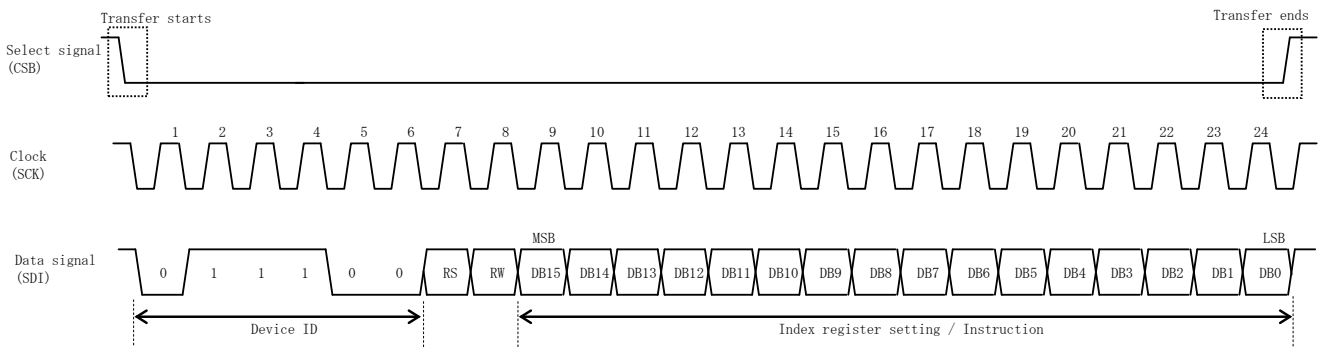 Transfer starts
Transfer ends
Select signal
(CSB)
1 2 3 4 5 6 7 8 9 10 11 12 13 14 15 16 17 18 19 20 21 22 23 24
Clock
(SCK)
MSB
LSB
Data signal
(SDI)
0 1 1 1 0 0 RS RW DB15 DB14 DB13 DB12 DB11 DB10 DB9 DB8 DB7 DB6 DB5 DB4 DB3 DB2 DB1 DB0
Device ID
Index register setting / Instruction